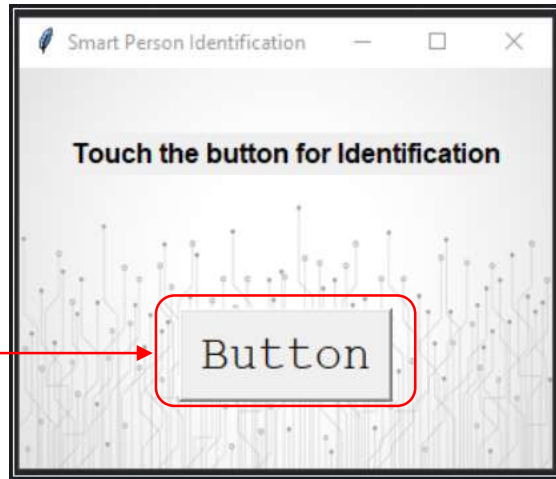 Smart Person Identification
Touch the button for Identification
Button